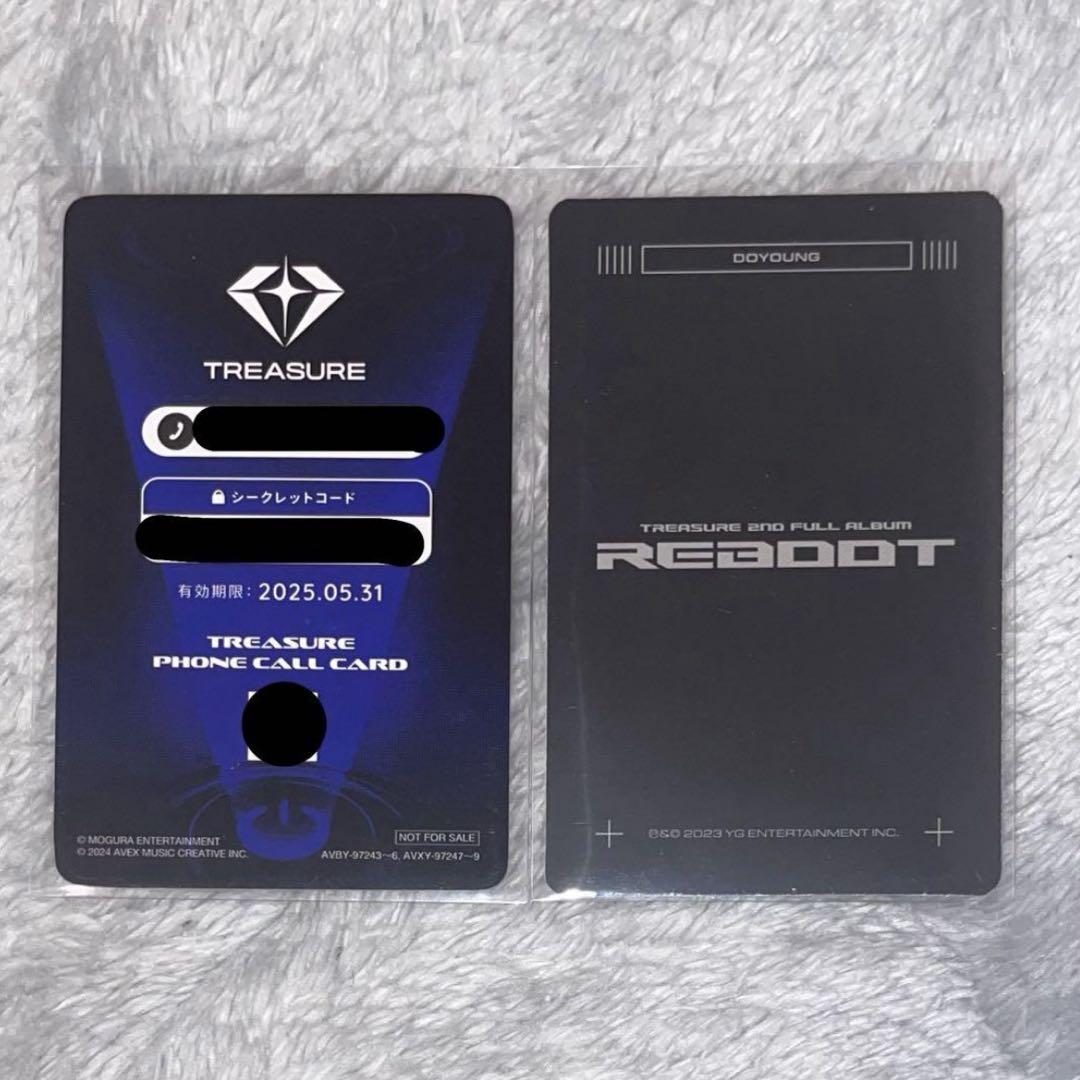 TREASURE
シークレットコード
有効期限: 2025.05.31
TREASURE
PHONE CALL CARD
© MOGURA ENTERTAINMENT
© 2024 AVEX MUSIC CREATIVE INC.
NOT FOR SALE
AVBY-97243～6, AVXY-97247～9
DOYOUNG
TREASURE 2ND FULL ALBUM
REBOOT
℗&© 2023 YG ENTERTAINMENT INC.